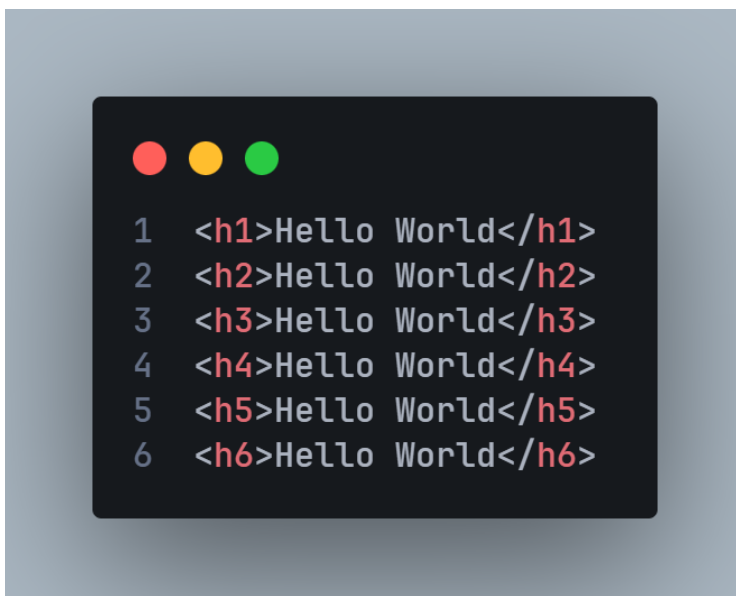 1 <h1>Hello World</h1>
2 <h2>Hello World</h2>
3 <h3>Hello World</h3>
4 <h4>Hello World</h4>
5 <h5>Hello World</h5>
6 <h6>Hello World</h6>